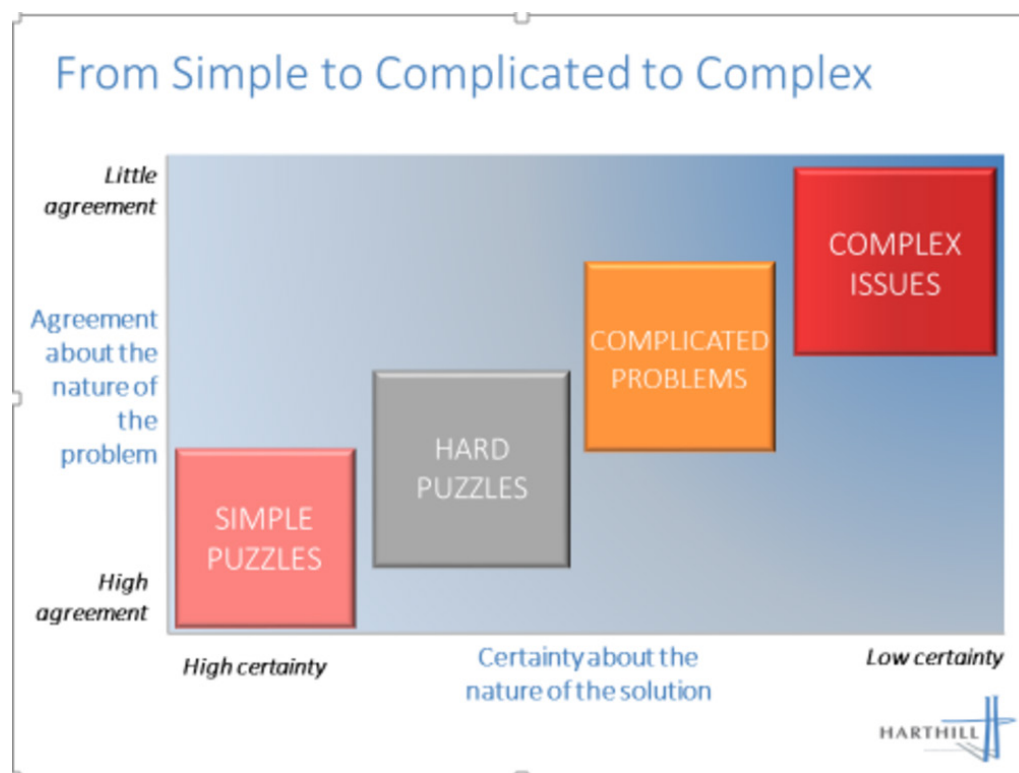 From Simple to Complicated to Complex
Little
agreement
Agreement
about the
nature of
the
problem
High
agreement
COMPLEX
ISSUES
COMPLICATED
PROBLEMS
HARD
PUZZLES
SIMPLE
PUZZLES
High certainty
Certainty about the
nature of the solution
Low certainty
HARTHILL